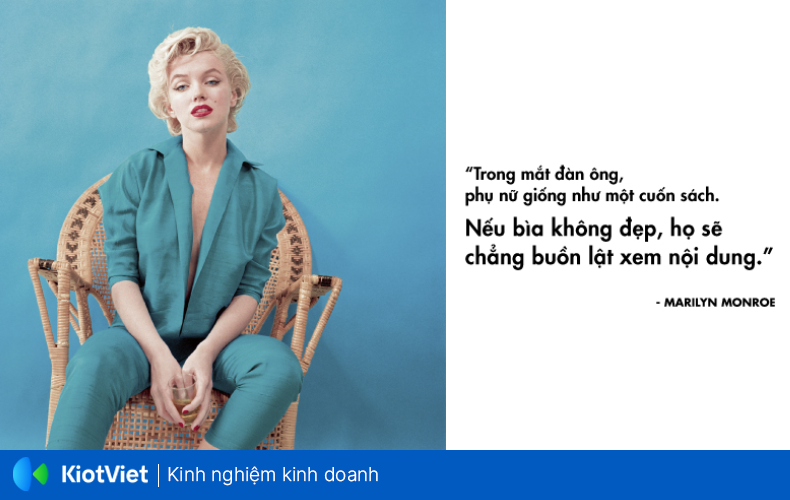 “Trong mắt đàn ông,
phụ nữ giống như một cuốn sách.
Nếu bìa không đẹp, họ sẽ
chẳng buồn lật xem nội dung.”
- MARILYN MONROE
KiotViet | Kinh nghiệm kinh doanh